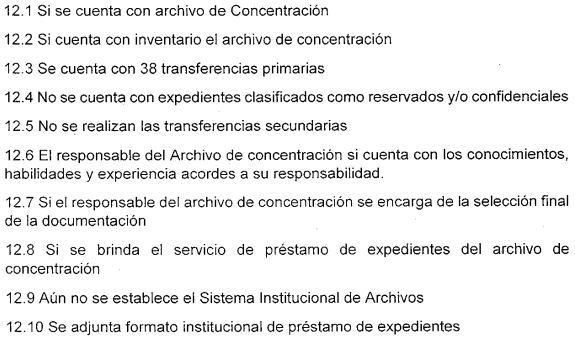 12.1 Si se cuenta con archivo de Concentración
12.2 Si cuenta con inventario el archivo de concentración
12.3 Se cuenta con 38 transferencias primarias
12.4 No se cuenta con expedientes clasificados como reservados y/o confidenciales
12.5 No se realizan las transferencias secundarias
12.6 El responsable del Archivo de concentración si cuenta con los conocimientos,
habilidades y experiencia acordes a su responsabilidad.
12.7 Si el responsable del archivo de concentración se encarga de la selección final
de la documentación
12.8 Si se brinda el servicio de préstamo de expedientes del archivo de
concentración
12.9 Aún no se establece el Sistema Institucional de Archivos
12.10 Se adjunta formato institucional de préstamo de expedientes